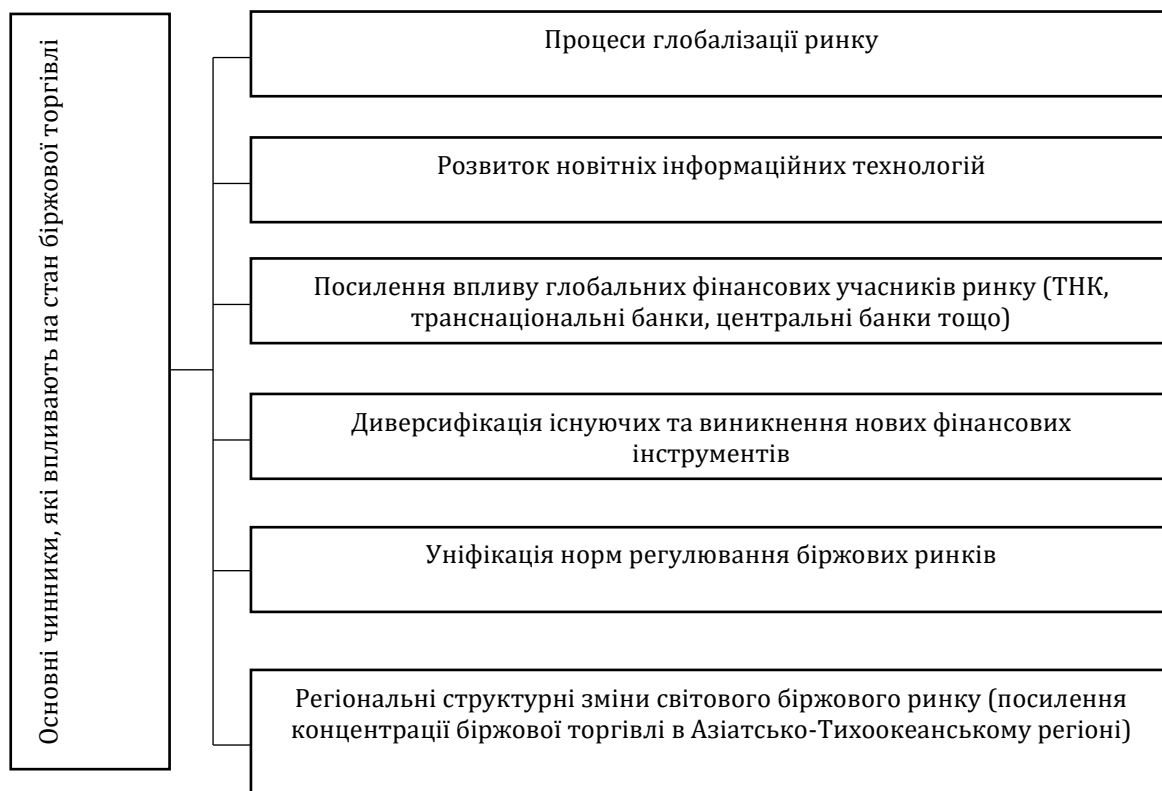 Основні чинники, які впливають на стан біржової торгівлі
Процеси глобалізації ринку
Розвиток новітніх інформаційних технологій
Посилення впливу глобальних фінансових учасників ринку (ТНК,
транснаціональні банки, центральні банки тощо)
Диверсифікація існуючих та виникнення нових фінансових
інструментів
Уніфікація норм регулювання біржових ринків
Регіональні структурні зміни світового біржового ринку (посилення
концентрації біржової торгівлі в Азіатсько-Тихоокеанському регіоні)